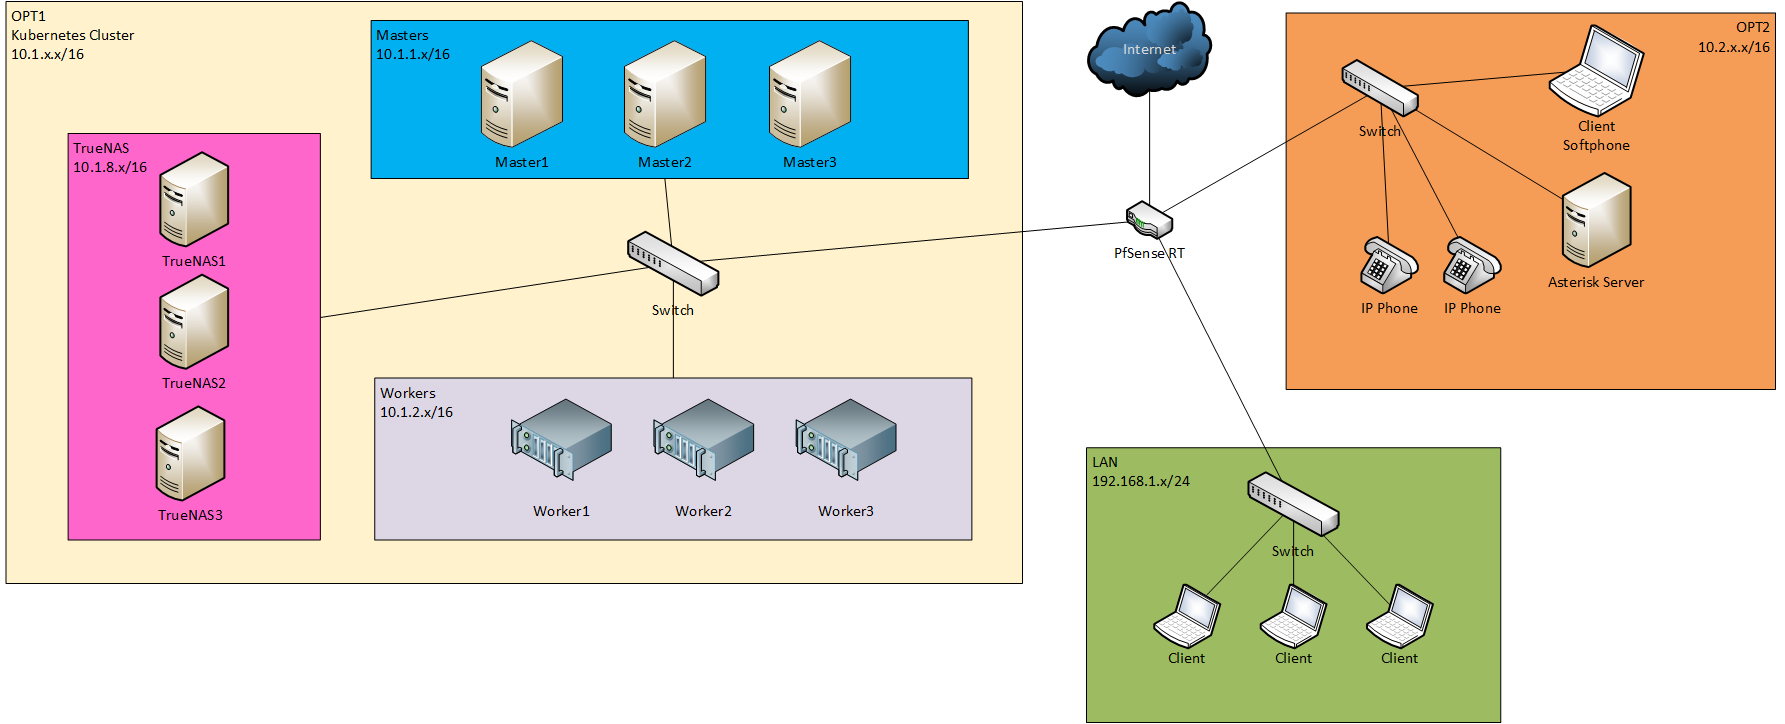 OPT1
Kubernetes Cluster
10.1.x.x/16
Masters
10.1.1.x/16
Master1
Master2
Master3
TrueNAS
10.1.8.x/16
TrueNAS1
TrueNAS2
TrueNAS3
Switch
Workers
10.1.2.x/16
Worker1
Worker2
Worker3
Internet
PfSense RT
OPT2
10.2.x.x/16
Switch
Client
Softphone
Asterisk Server
IP Phone
IP Phone
LAN
192.168.1.x/24
Switch
Client
Client
Client